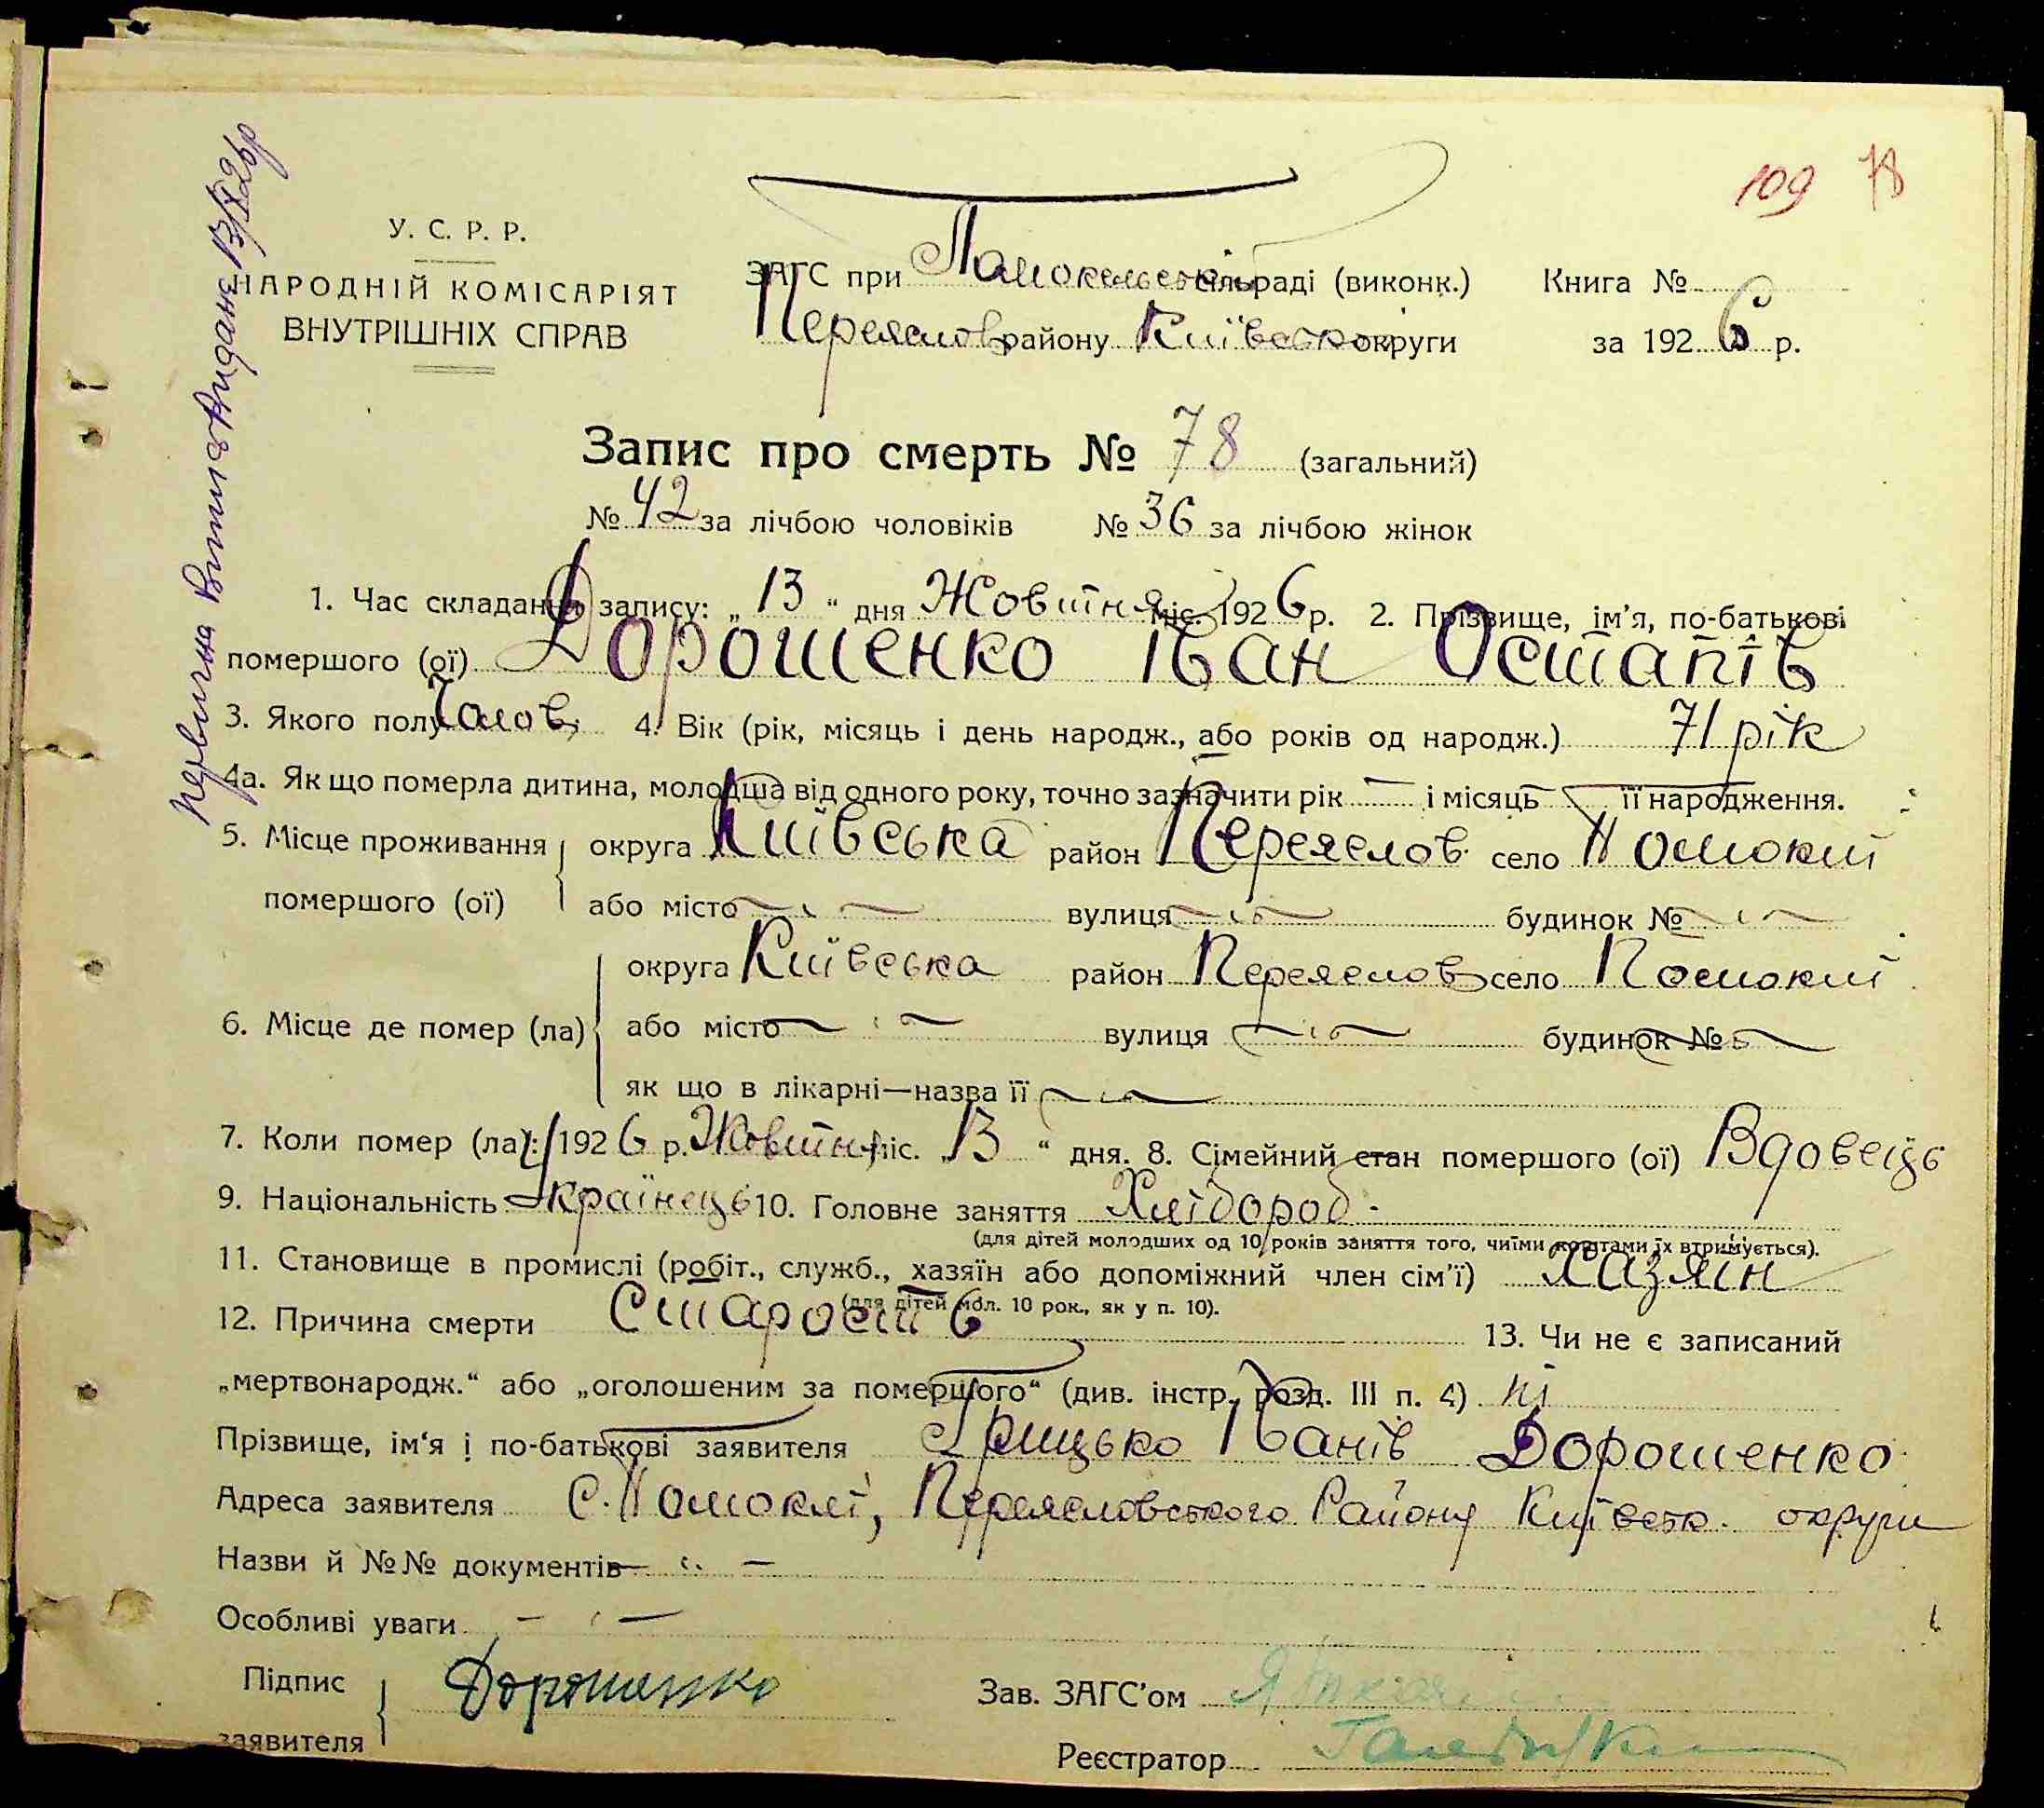 109 78
первична виписка видана 13/X 26р
У. С. Р. Р.
НАРОДНІЙ КОМІСАРІЯТ
ВНУТРІШНІХ СПРАВ
ЗАГС при сільраді (виконк.) Книга №
Переяслов району Київської округи за 1926 р.
Запис про смерть № 78 (загальний)
№ 42 за лічбою чоловіків № 36 за лічбою жінок
1. Час складання запису: „13“ дня Жовтня міс. 1926 р. 2. Прізвище, ім’я, по-батькові
помершого (ої) Дорошенко Іван Остапів
3. Якого полу Чолов. 4. Вік (рік, місяць і день народж., або років од народж.) 71 рік
4а. Як що померла дитина, молодша від одного року, точно зазначити рік — і місяць — її народження.
5. Місце проживання округа Київська район Переяслов. село Помокли
помершого (ої) або місто — " — вулиця — " — будинок № — " —
округа Київська район Переяслов село Помокли
6. Місце де помер (ла) або місто — " — вулиця — " — будинок № — " —
як що в лікарні—назва її — " —
7. Коли помер (ла): 1926 р. Жовтня міс. „13“ дня. 8. Сімейний стан помершого (ої) Вдовець
9. Національність Українець 10. Головне заняття Хлібороб.
(для дітей молодших од 10 років заняття того, чиїми коштами їх втримується).
11. Становище в промислі (робіт., служб., хазяїн або допоміжний член сім’ї) Хазяїн
(для дітей мол. 10 рок., як у п. 10).
12. Причина смерти Старость 13. Чи не є записаний
„мертвонародж.“ або „оголошеним за помершого“ (див. інстр. розд. III п. 4) Ні
Прізвище, ім‘я і по-батькові заявителя Грицько Іванів Дорошенко
Адреса заявителя С. Помоклі, Переясловского Району Київськ. округи
Назви й №№ документів — " —
Особливі уваги — " —
Підпис Дорошенко Зав. ЗАГС’ом
заявителя
Реєстратор